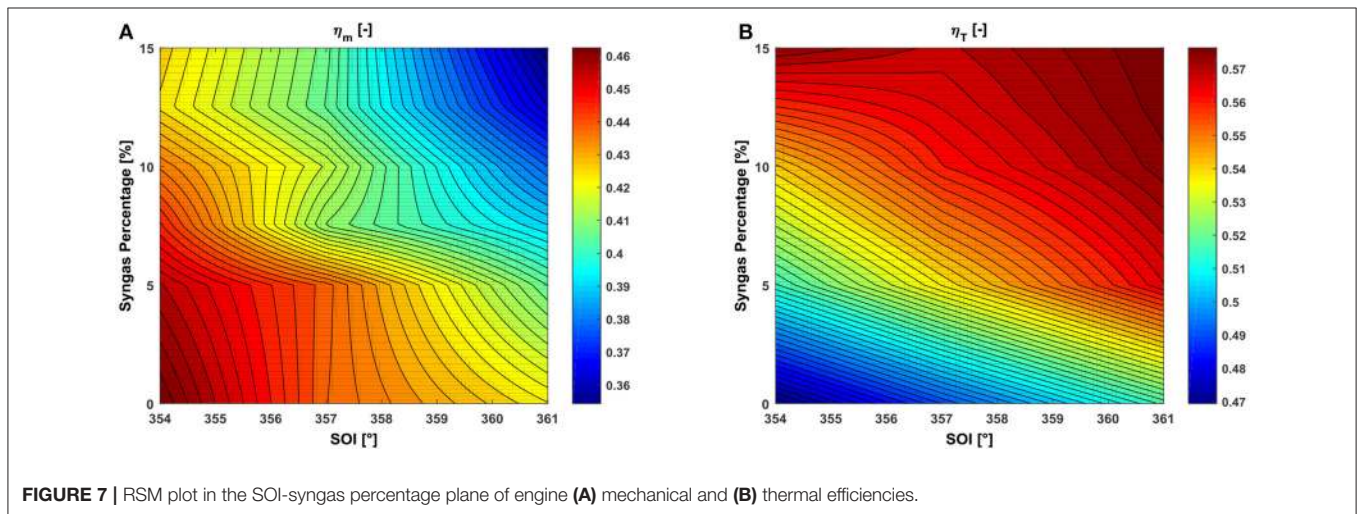 A
η_m [-]
15
10
5
0
Syngas Percentage [%]
354 355 356 357 358 359 360 361
SOI [°]
0.46
0.45
0.44
0.43
0.42
0.41
0.4
0.39
0.38
0.37
0.36
B
η_T [-]
15
10
5
0
Syngas Percentage [%]
354 355 356 357 358 359 360 361
SOI [°]
0.57
0.56
0.55
0.54
0.53
0.52
0.51
0.5
0.49
0.48
0.47
FIGURE 7 | RSM plot in the SOI-syngas percentage plane of engine (A) mechanical and (B) thermal efficiencies.